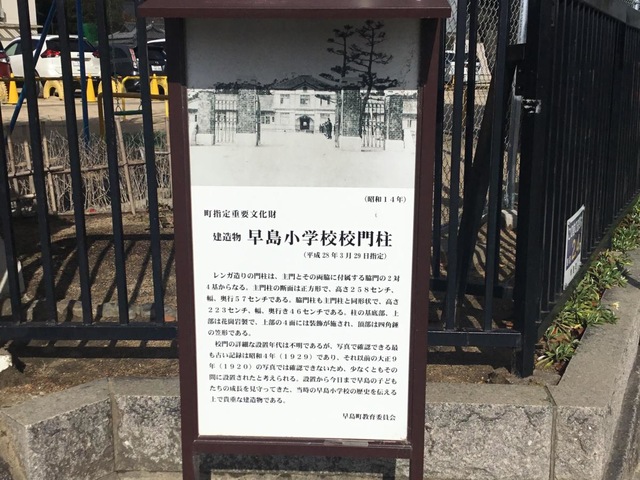 （昭和１４年）
町指定重要文化財
建造物 早島小学校校門柱
（平成28年3月29日指定）
レンガ造りの門柱は、主門とその両脇に付属する脇門の２対
４基からなる。主門柱の断面は正方形で、高さ２５８センチ、
幅、奥行５７センチである。脇門柱も主門柱と同形状で、高さ
２２３センチ、幅、奥行き４６センチである。柱の基底部、上
部は花崗岩製で、上部の４面には装飾が施され、頂部は四角錐
の笠形である。
校門の詳細な設置年代は不明であるが、写真で確認できる最
も古い記録は昭和４年（１９２９）であり、それ以前の大正９
年（１９２０）の写真では確認できないため、少なくともその
間に設置されたと考えられる。設置から今日まで早島の子ども
たちの成長を見守ってきた、当時の早島小学校の歴史を伝える
上で貴重な建造物である。
早島町教育委員会